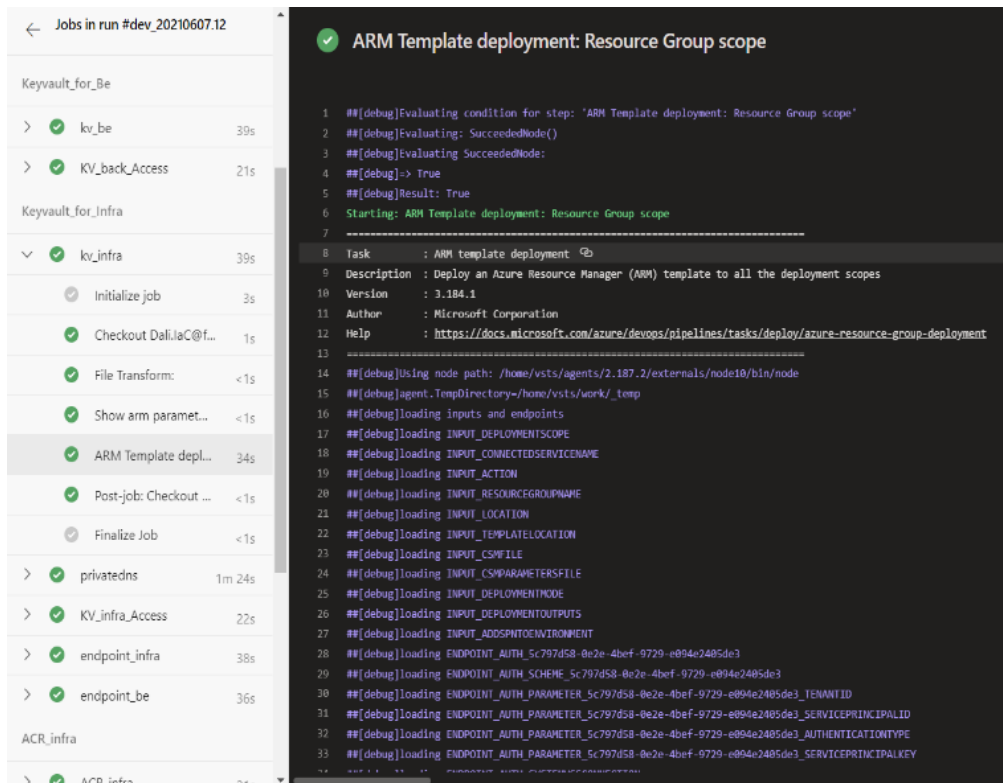 Jobs in run #dev_20210607.12
Keyvault_for_Be
kv_be 39s
KV_back_Access 21s
Keyvault_for_Infra
kv_infra 39s
Initialize job 3s
Checkout Dali.IaC@f... 1s
File Transform: <1s
Show arm paramet... <1s
ARM Template depl... 34s
Post-job: Checkout ... <1s
Finalize Job <1s
privatedns 1m 24s
KV_infra_Access 22s
endpoint_infra 38s
endpoint_be 36s
ACR_infra
ACR_infra
ARM Template deployment: Resource Group scope
1 ##[debug]Evaluating condition for step: 'ARM Template deployment: Resource Group scope'
2 ##[debug]Evaluating: SucceededNode()
3 ##[debug]Evaluating SucceededNode:
4 ##[debug]=> True
5 ##[debug]Result: True
6 Starting: ARM Template deployment: Resource Group scope
7 ==============================================================================
8 Task : ARM template deployment
9 Description : Deploy an Azure Resource Manager (ARM) template to all the deployment scopes
10 Version : 3.184.1
11 Author : Microsoft Corporation
12 Help : https://docs.microsoft.com/azure/devops/pipelines/tasks/deploy/azure-resource-group-deployment
13 ==============================================================================
14 ##[debug]Using node path: /home/vsts/agents/2.187.2/externals/node10/bin/node
15 ##[debug]agent.TempDirectory=/home/vsts/work/_temp
16 ##[debug]loading inputs and endpoints
17 ##[debug]loading INPUT_DEPLOYMENTSCOPE
18 ##[debug]loading INPUT_CONNECTEDSERVICENAME
19 ##[debug]loading INPUT_ACTION
20 ##[debug]loading INPUT_RESOURCEGROUPNAME
21 ##[debug]loading INPUT_LOCATION
22 ##[debug]loading INPUT_TEMPLATELOCATION
23 ##[debug]loading INPUT_CSMFILE
24 ##[debug]loading INPUT_CSMPARAMETERSFILE
25 ##[debug]loading INPUT_DEPLOYMENTMODE
26 ##[debug]loading INPUT_DEPLOYMENTOUTPUTS
27 ##[debug]loading INPUT_ADDSPNTOENVIRONMENT
28 ##[debug]loading ENDPOINT_AUTH_5c797d58-0e2e-4bef-9729-e094e2405de3
29 ##[debug]loading ENDPOINT_AUTH_SCHEME_5c797d58-0e2e-4bef-9729-e094e2405de3
30 ##[debug]loading ENDPOINT_AUTH_PARAMETER_5c797d58-0e2e-4bef-9729-e094e2405de3_TENANTID
31 ##[debug]loading ENDPOINT_AUTH_PARAMETER_5c797d58-0e2e-4bef-9729-e094e2405de3_SERVICEPRINCIPALID
32 ##[debug]loading ENDPOINT_AUTH_PARAMETER_5c797d58-0e2e-4bef-9729-e094e2405de3_AUTHENTICATIONTYPE
33 ##[debug]loading ENDPOINT_AUTH_PARAMETER_5c797d58-0e2e-4bef-9729-e094e2405de3_SERVICEPRINCIPALKEY